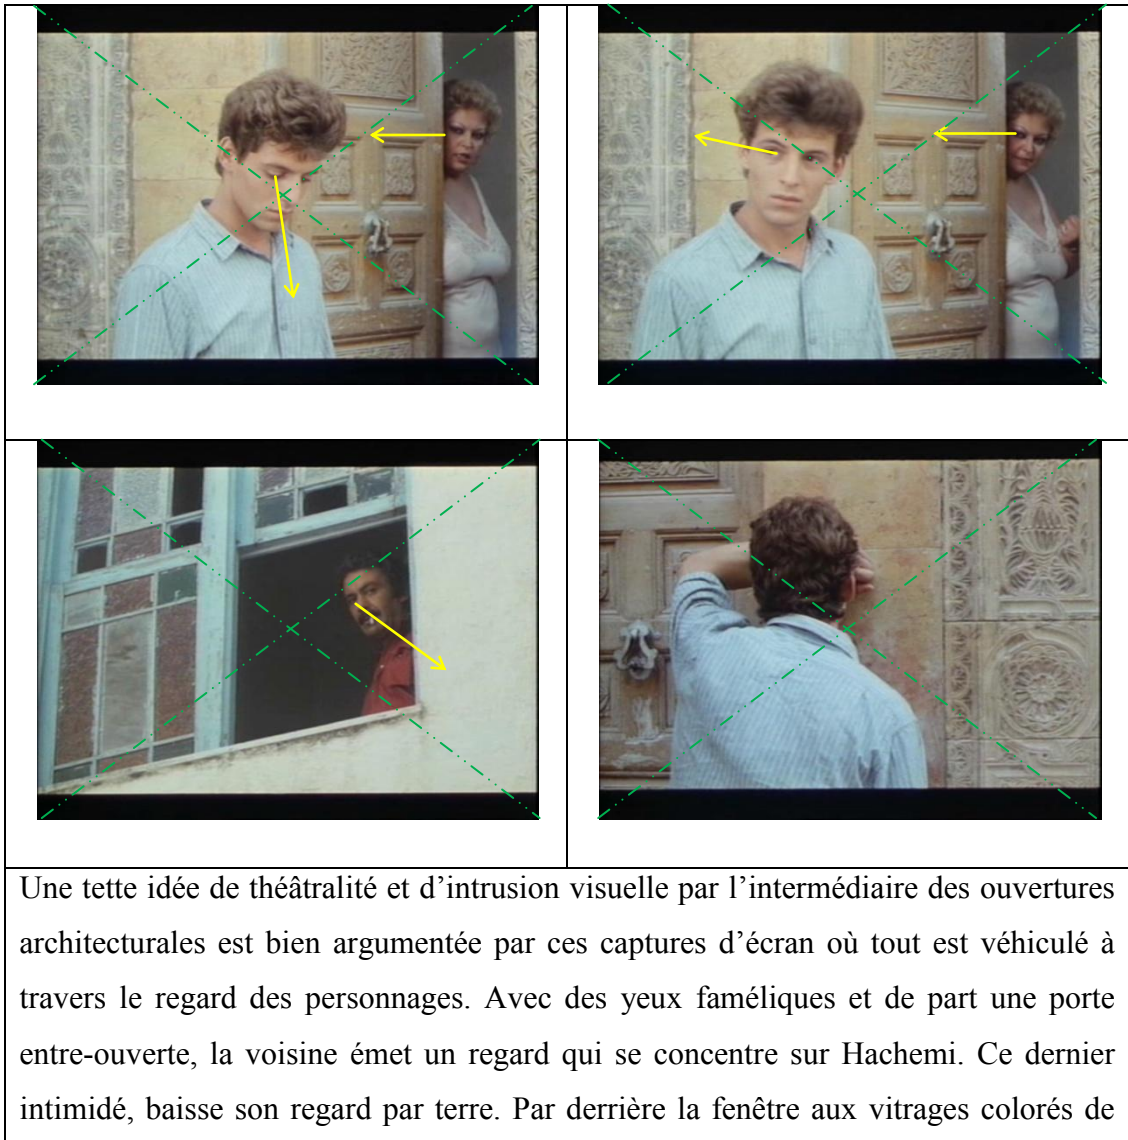 Une tette idée de théâtralité et d’intrusion visuelle par l’intermédiaire des ouvertures
architecturales est bien argumentée par ces captures d’écran où tout est véhiculé à
travers le regard des personnages. Avec des yeux faméliques et de part une porte
entre-ouverte, la voisine émet un regard qui se concentre sur Hachemi. Ce dernier
intimidé, baisse son regard par terre. Par derrière la fenêtre aux vitrages colorés de